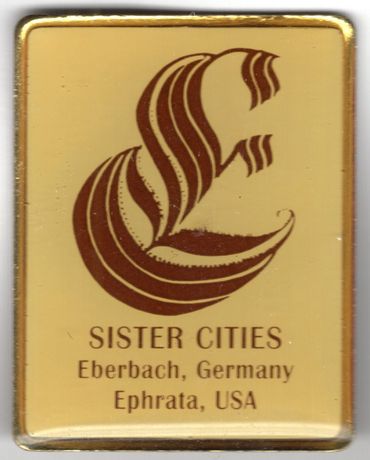 E
SISTER CITIES
Eberbach, Germany
Ephrata, USA